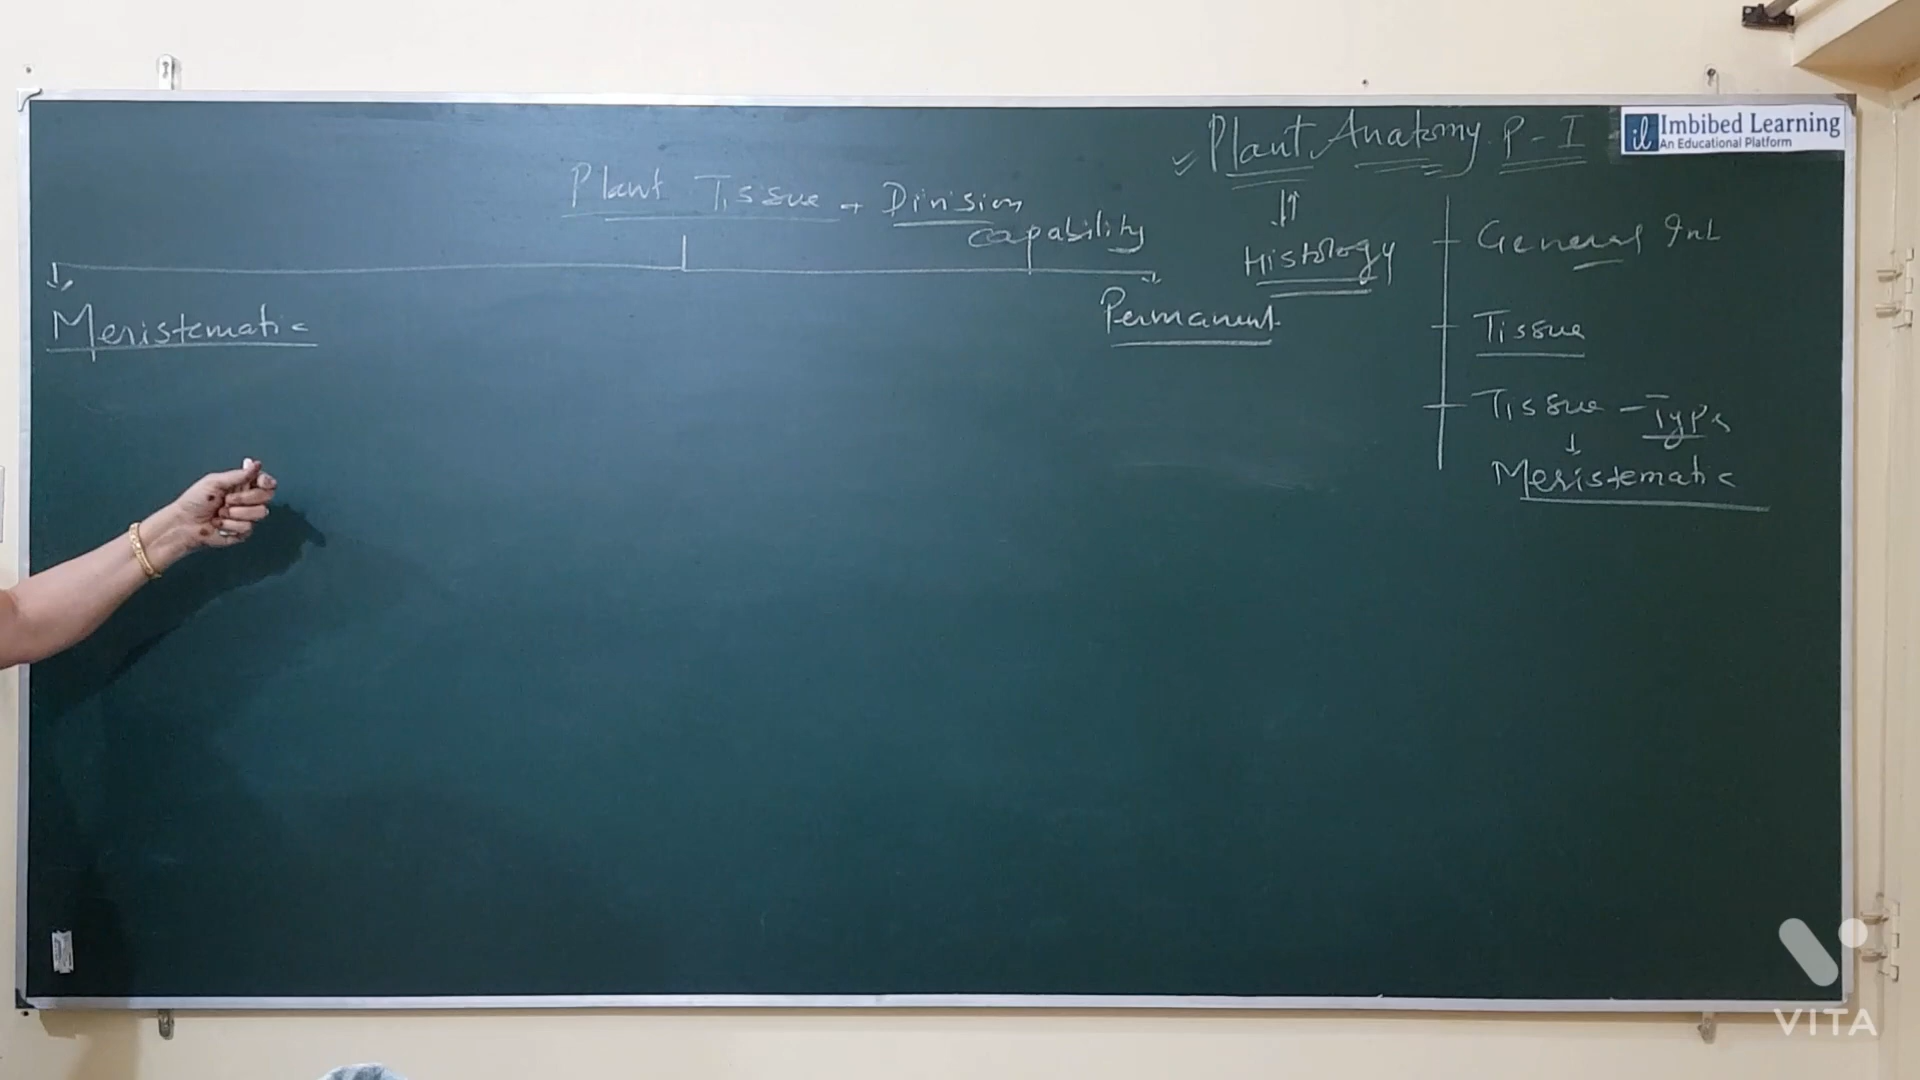 Plant Anatomy P-I
Imbibed Learning
An Educational Platform
Plant Tissue → Division
capability
Histology
General Int
Meristematic
Permanent
Tissue
Tissue - Types
Meristematic
VITA